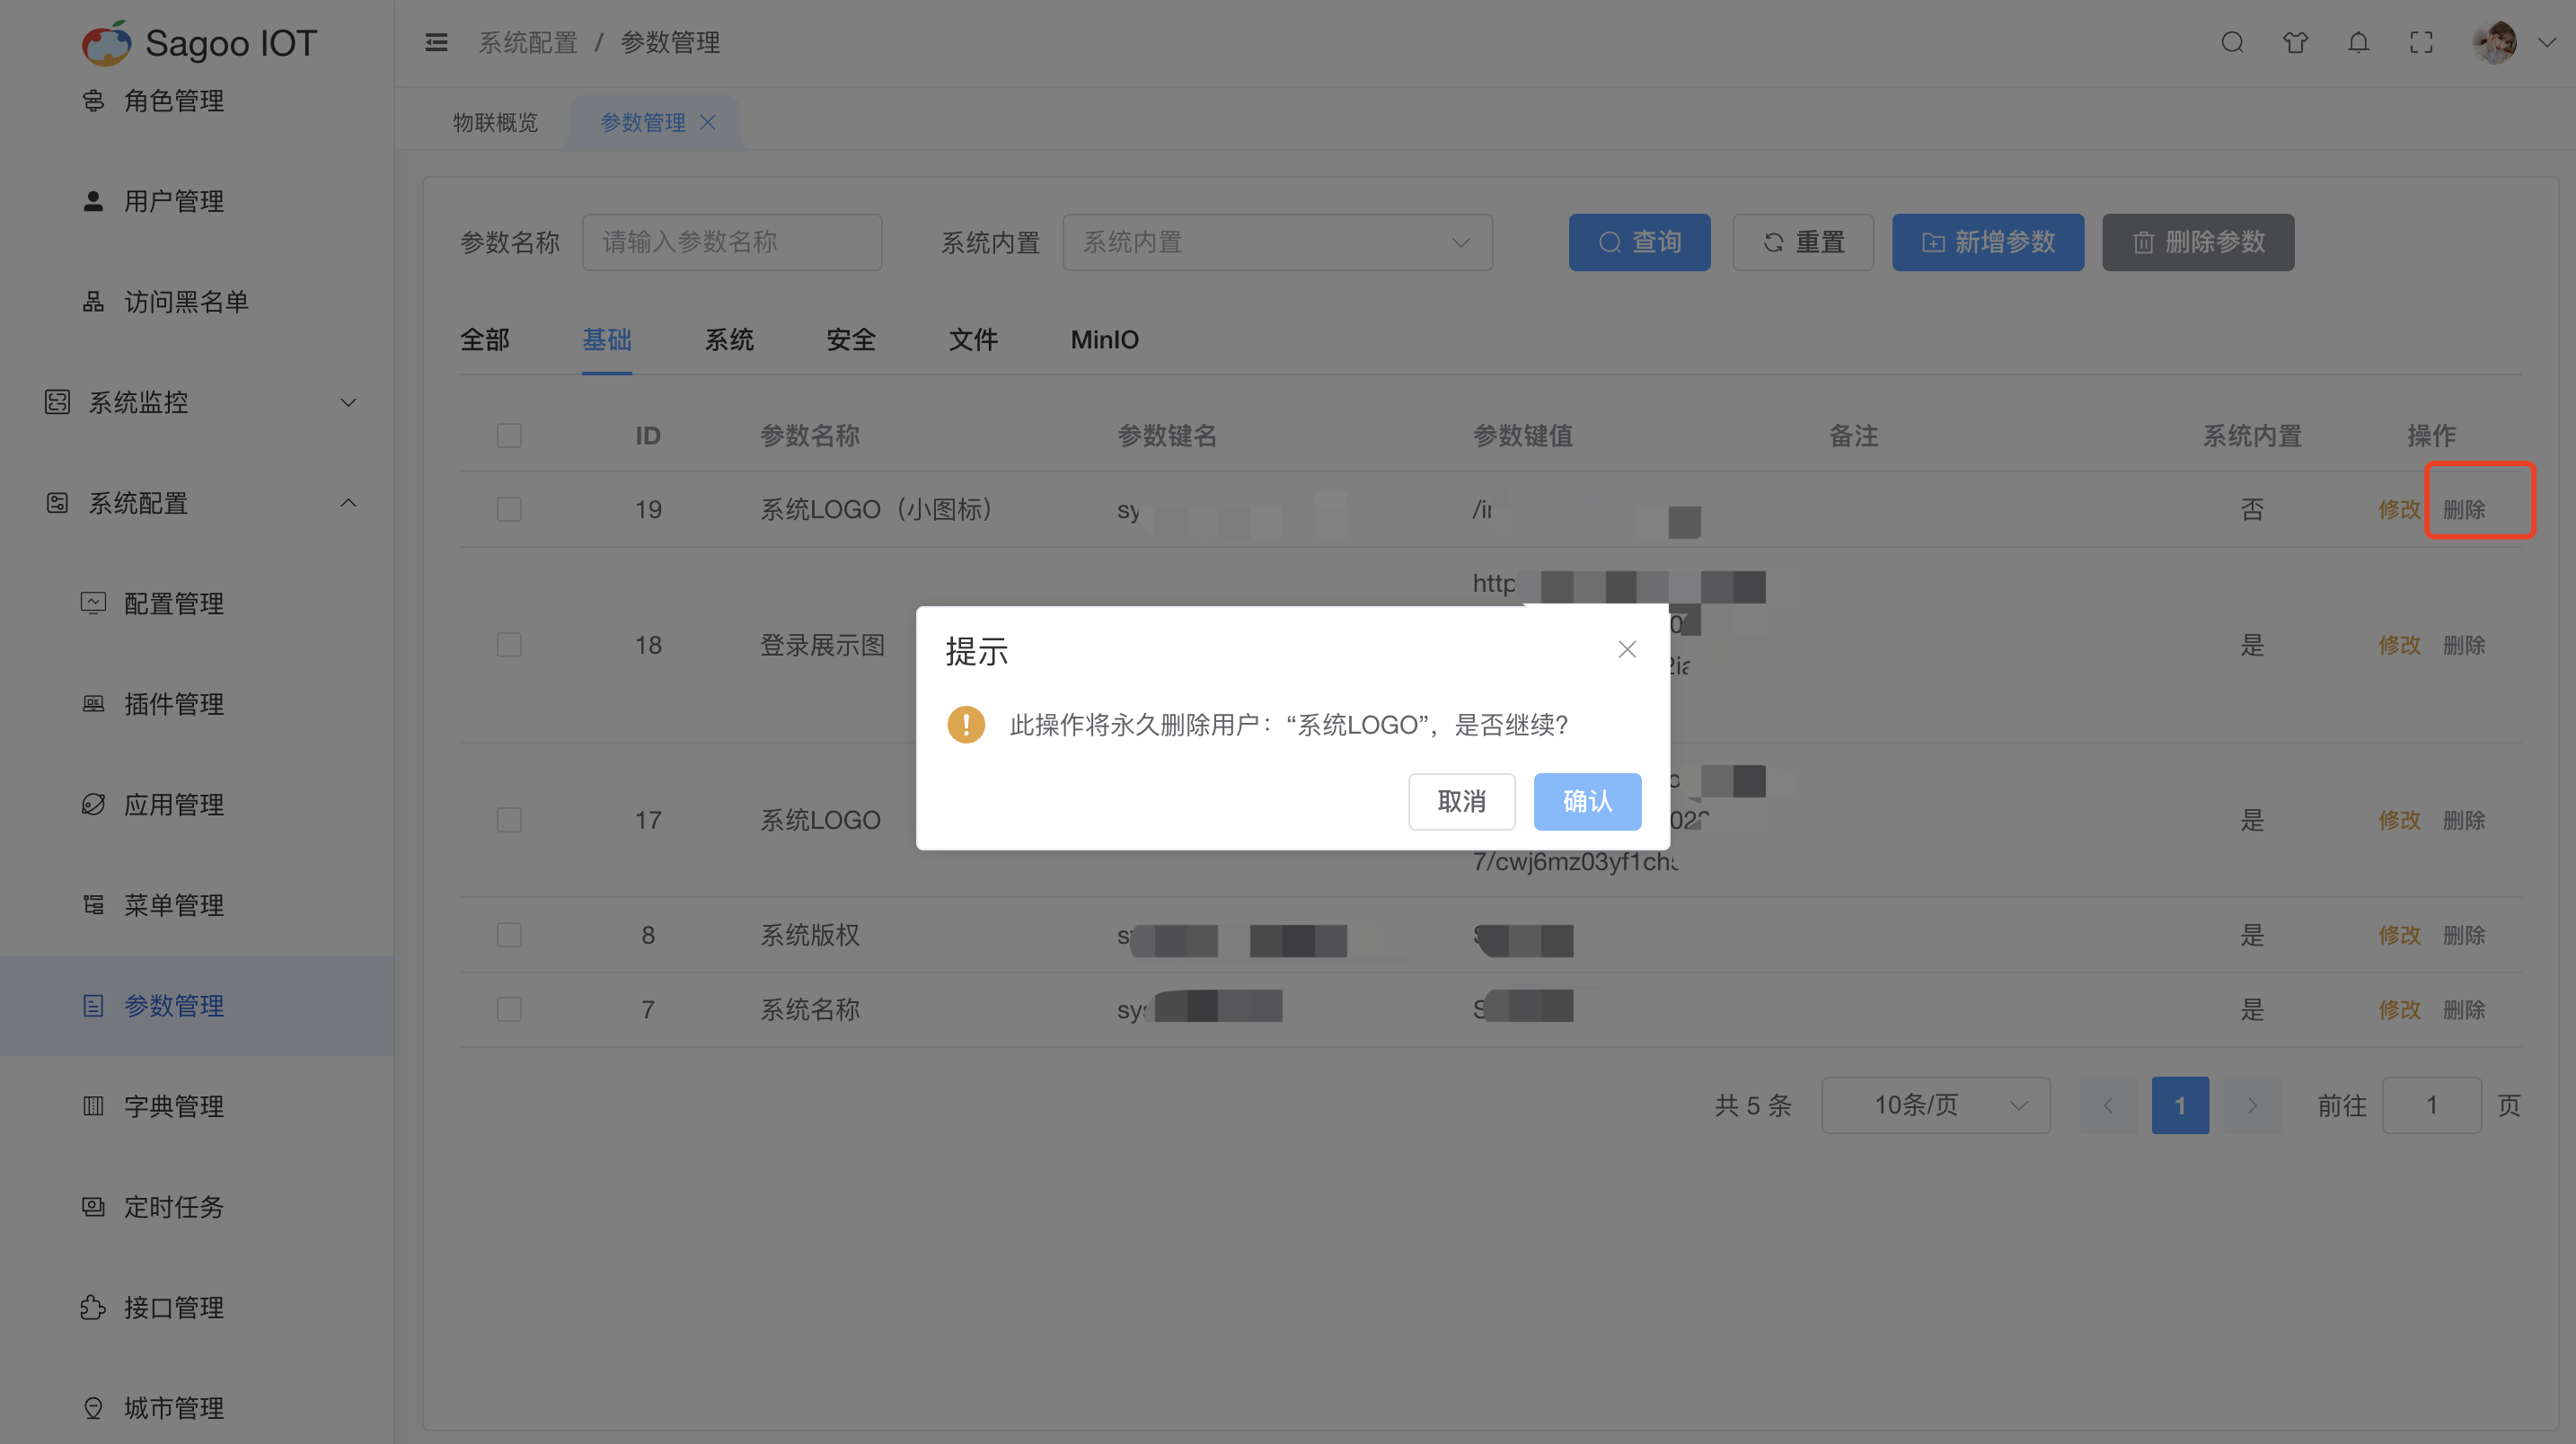 Sagoo IOT
系统配置 / 参数管理
角色管理
用户管理
访问黑名单
系统监控
系统配置
配置管理
插件管理
应用管理
菜单管理
参数管理
字典管理
定时任务
接口管理
城市管理
物联概览 参数管理
参数名称 请输入参数名称 系统内置 系统内置 查询 重置 新增参数 删除参数
全部 基础 系统 安全 文件 MinIO
ID 参数名称 参数键名 参数键值 备注 系统内置 操作
19 系统LOGO（小图标） 否 修改 删除
http
18 登录展示图 是 修改 删除
提示
此操作将永久删除用户：“系统LOGO”，是否继续?
取消 确认
17 系统LOGO 是 修改 删除
7/cwj6mz03yf1ch
8 系统版权 是 修改 删除
7 系统名称 是 修改 删除
共 5 条 10条/页 1 前往 1 页